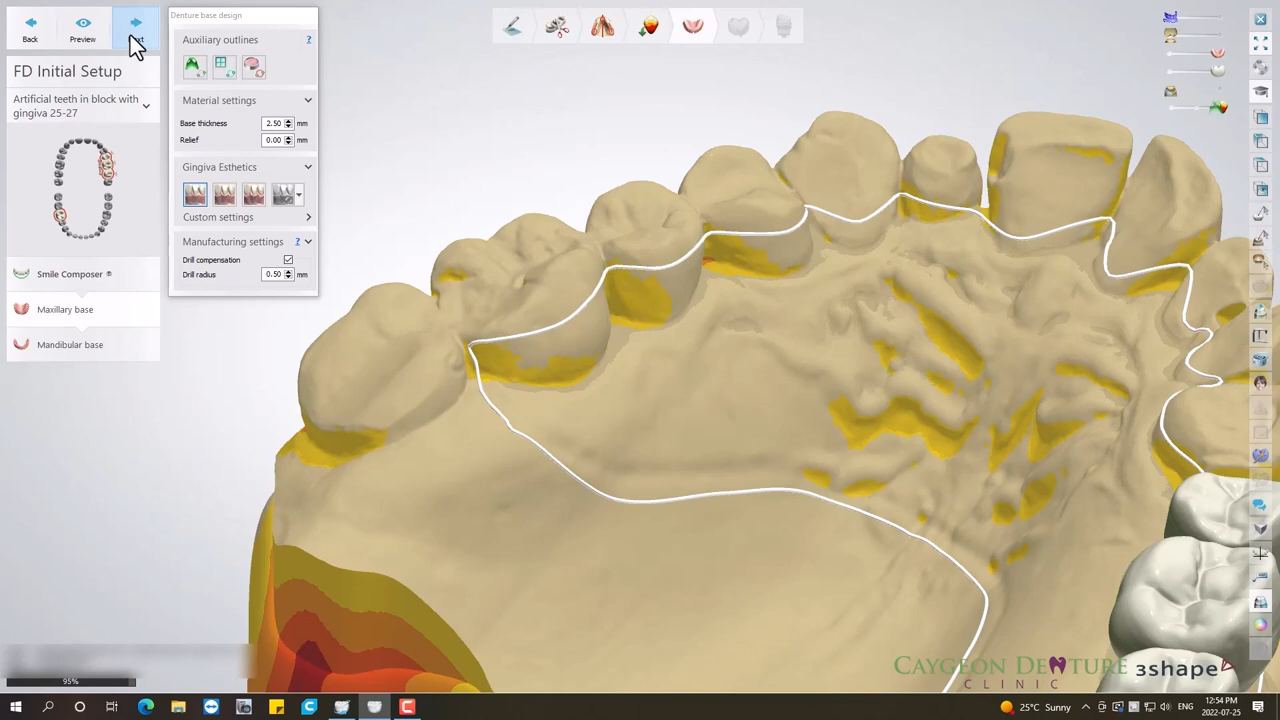 Back
Preview
FD Initial Setup
Artificial teeth in block with
gingiva 25-27
Smile Composer ®
Maxillary base
Mandibular base
95%
Denture base design
Auxiliary outlines
?
Material settings
Base thickness 2.50 mm
Relief 0.00 mm
Gingiva Esthetics
Custom settings
Manufacturing settings ?
Drill compensation
Drill radius 0.50 mm
CAYGEON DENTURE
CLINIC
3shape
25°C Sunny
ENG
12:54 PM
2022-07-25